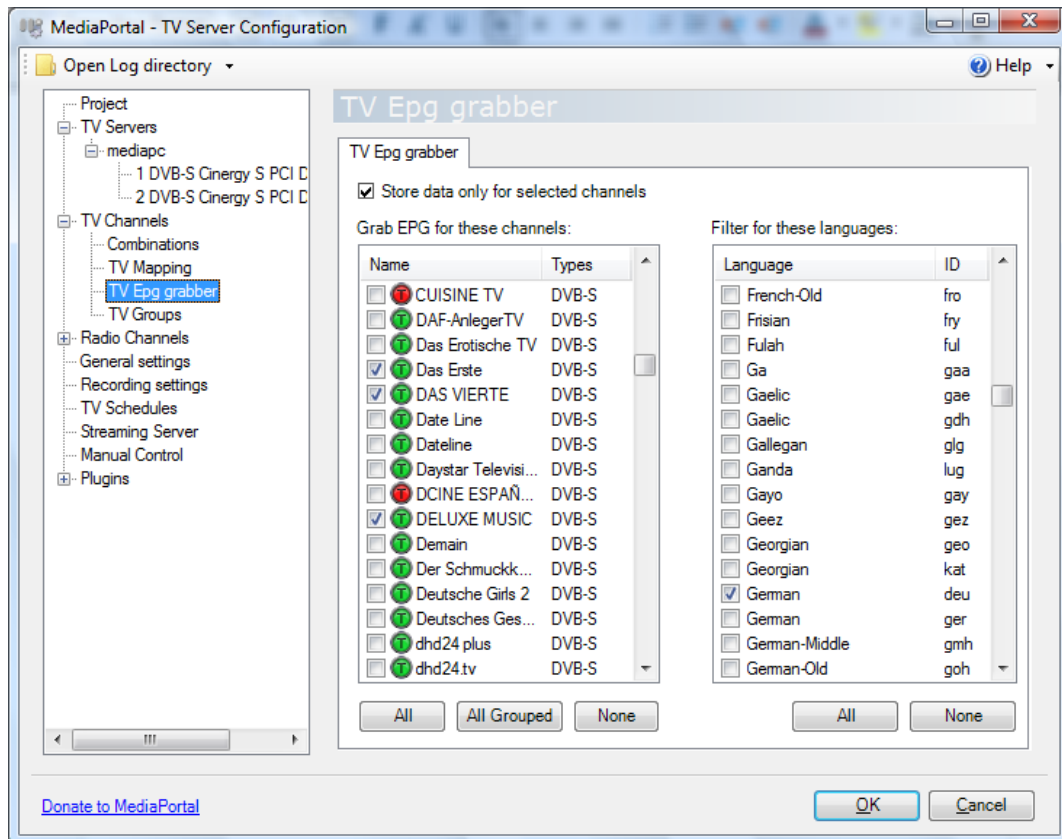 MediaPortal - TV Server Configuration
Open Log directory
Help
Project
TV Servers
mediapc
1 DVB-S Cinergy S PCI D
2 DVB-S Cinergy S PCI D
TV Channels
Combinations
TV Mapping
TV Epg grabber
TV Groups
Radio Channels
General settings
Recording settings
TV Schedules
Streaming Server
Manual Control
Plugins
TV Epg grabber
TV Epg grabber
Store data only for selected channels
Grab EPG for these channels:
Name Types
CUISINE TV DVB-S
DAF-AnlegerTV DVB-S
Das Erotische TV DVB-S
Das Erste DVB-S
DAS VIERTE DVB-S
Date Line DVB-S
Dateline DVB-S
Daystar Televisi... DVB-S
DCINE ESPAÑ... DVB-S
DELUXE MUSIC DVB-S
Demain DVB-S
Der Schmuckk... DVB-S
Deutsche Girls 2 DVB-S
Deutsches Ges... DVB-S
dhd24 plus DVB-S
dhd24.tv DVB-S
All All Grouped None
Filter for these languages:
Language ID
French-Old fro
Frisian fry
Fulah ful
Ga gaa
Gaelic gae
Gaelic gdh
Gallegan glg
Ganda lug
Gayo gay
Geez gez
Georgian geo
Georgian kat
German deu
German ger
German-Middle gmh
German-Old goh
All None
Donate to MediaPortal
OK Cancel